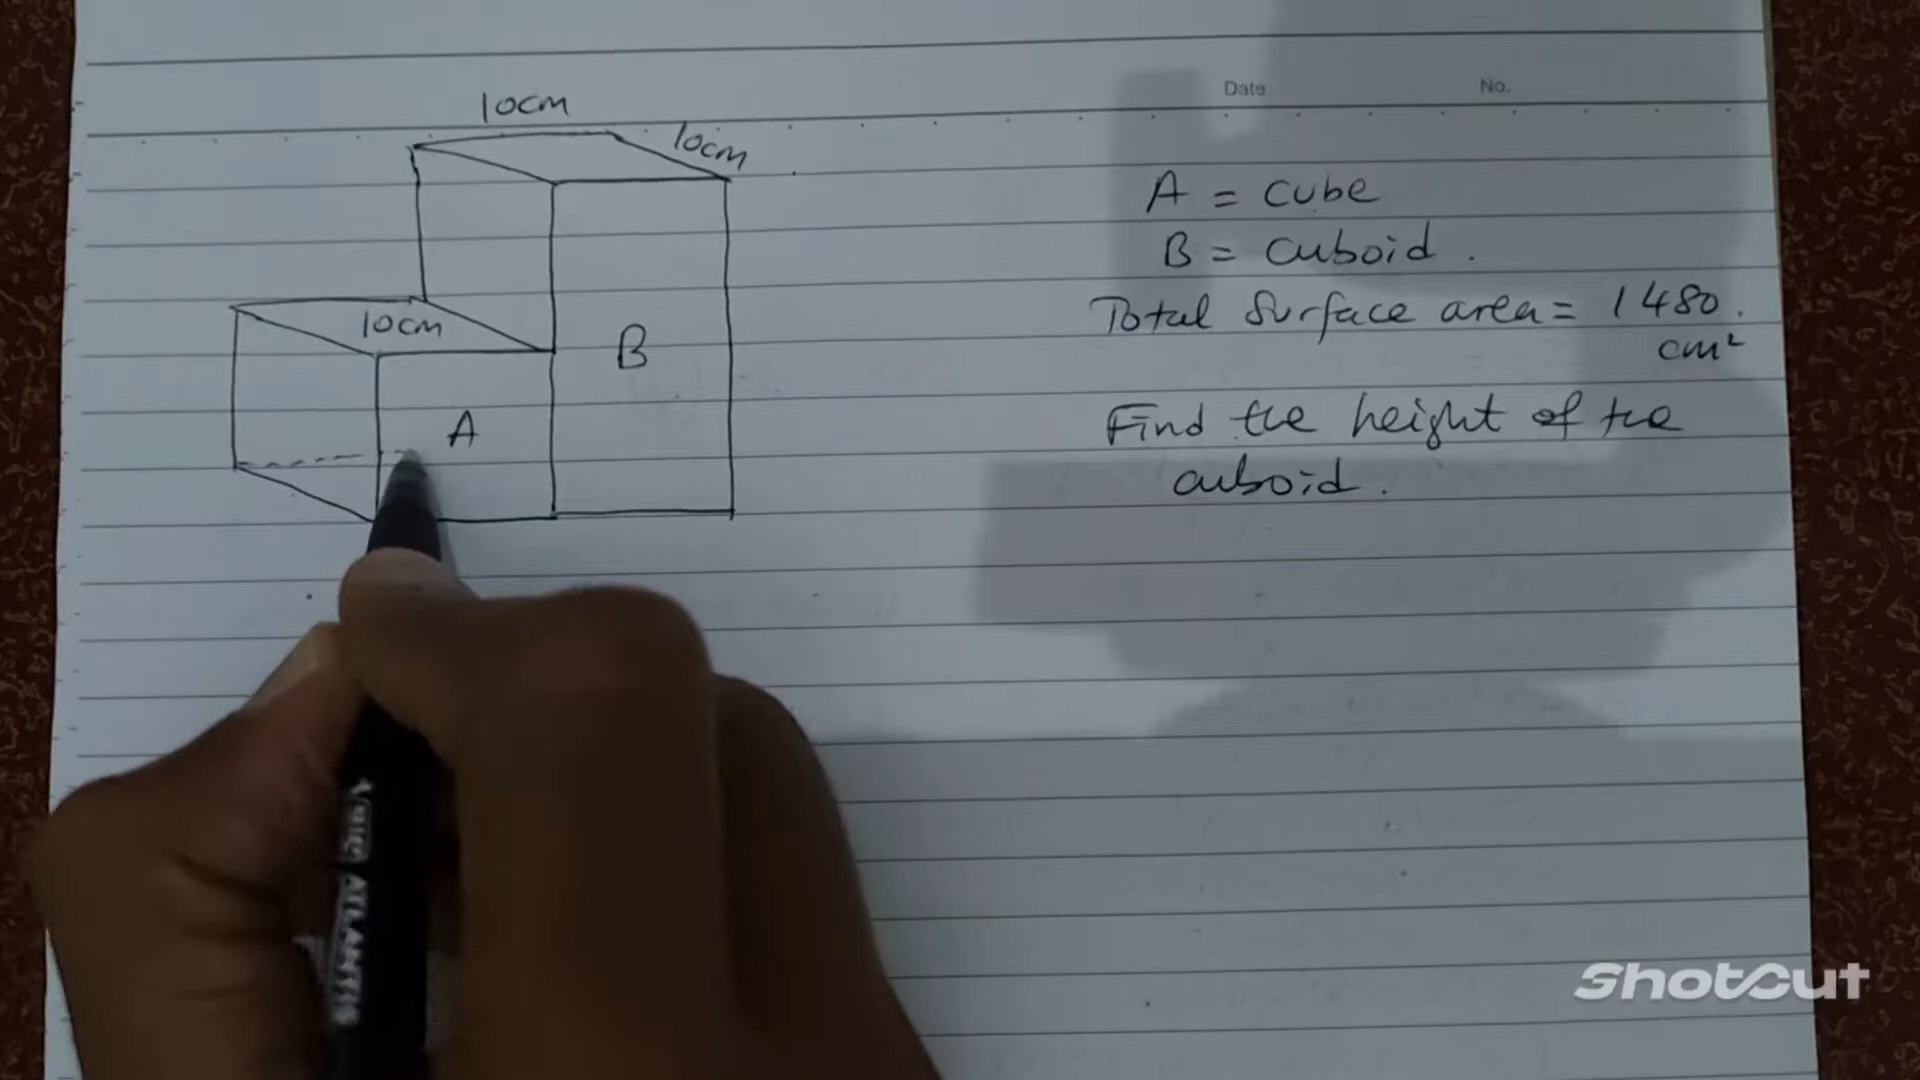 10cm
10cm
10cm
A
B
Date
No.
A = cube
B = cuboid.
Total surface area = 1480.
cm²
Find the height of the
cuboid.
ATLANTIS
ShotCut